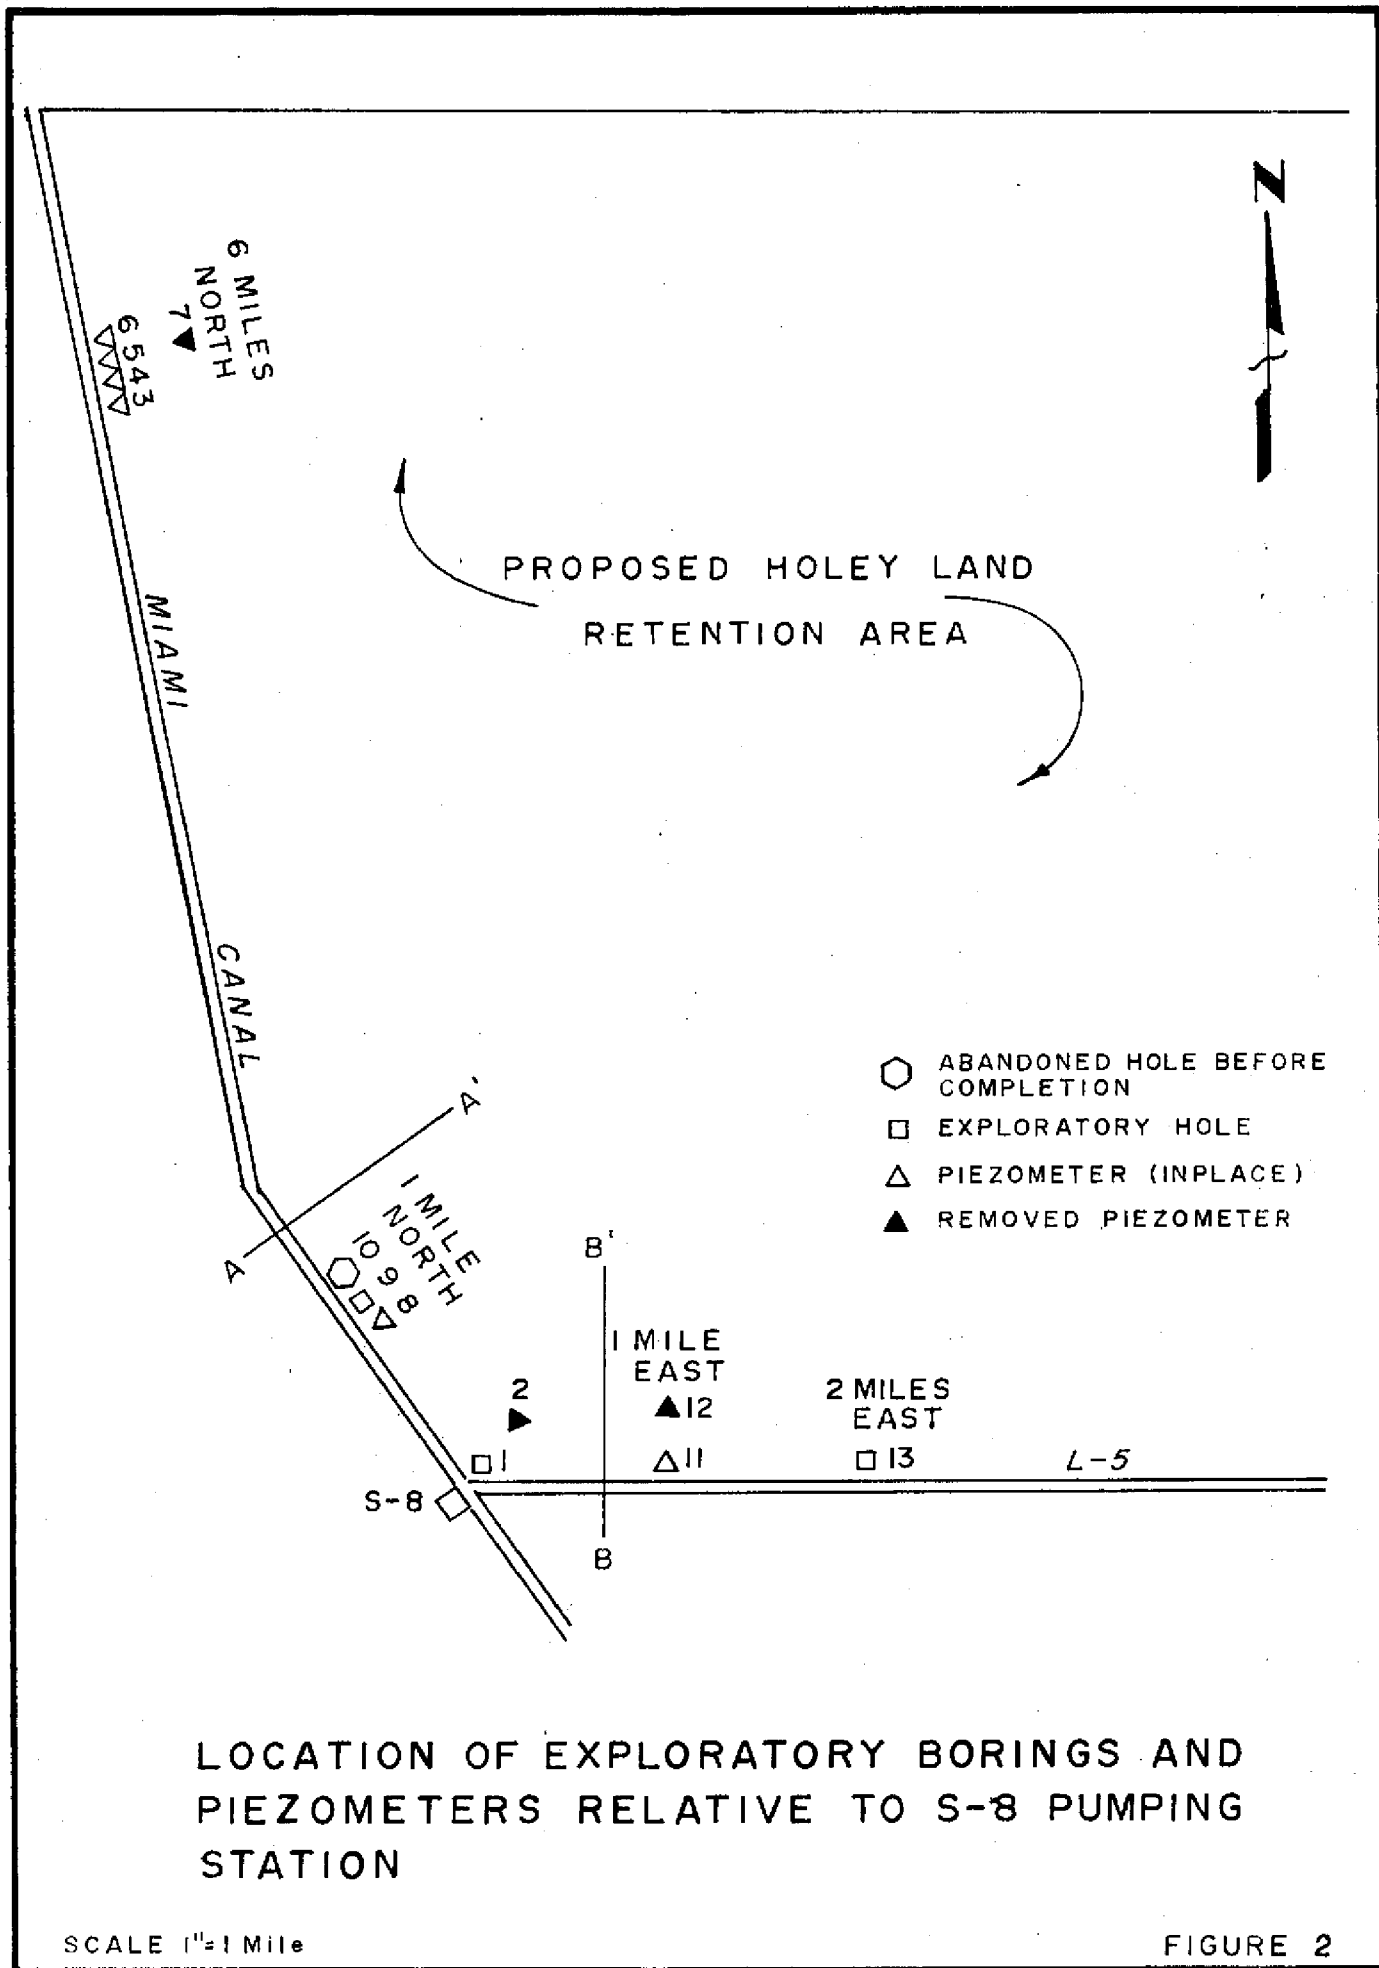 N
6 MILES
NORTH
7
6 5 4 3
PROPOSED HOLEY LAND
RETENTION AREA
MIAMI
CANAL
ABANDONED HOLE BEFORE
COMPLETION
EXPLORATORY HOLE
PIEZOMETER (INPLACE)
REMOVED PIEZOMETER
A'
A
1 MILE
NORTH
10 9 8
B'
1 MILE
EAST
2
12
2 MILES
EAST
1
11
13
L-5
S-8
B
LOCATION OF EXPLORATORY BORINGS AND
PIEZOMETERS RELATIVE TO S-8 PUMPING
STATION
SCALE 1"=1 Mile
FIGURE 2